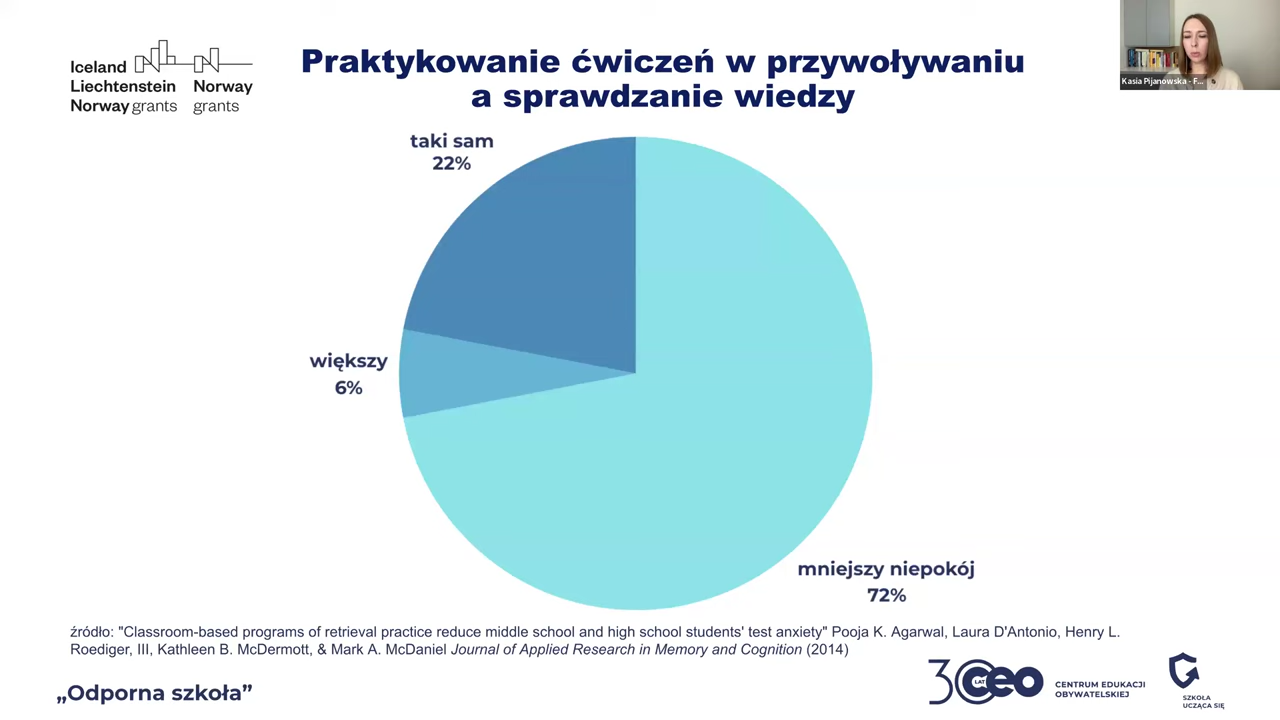 Iceland
Liechtenstein
Norway grants
Norway
grants
Praktykowanie ćwiczeń w przywoływaniu
a sprawdzanie wiedzy
Kasia Pijanowska - F...
taki sam
22%
większy
6%
mniejszy niepokój
72%
źródło: "Classroom-based programs of retrieval practice reduce middle school and high school students' test anxiety" Pooja K. Agarwal, Laura D'Antonio, Henry L.
Roediger, III, Kathleen B. McDermott, & Mark A. McDaniel Journal of Applied Research in Memory and Cognition (2014)
„Odporna szkoła”
30 LAT ceo
CENTRUM EDUKACJI
OBYWATELSKIEJ
SZKOŁA
UCZĄCA SIĘ